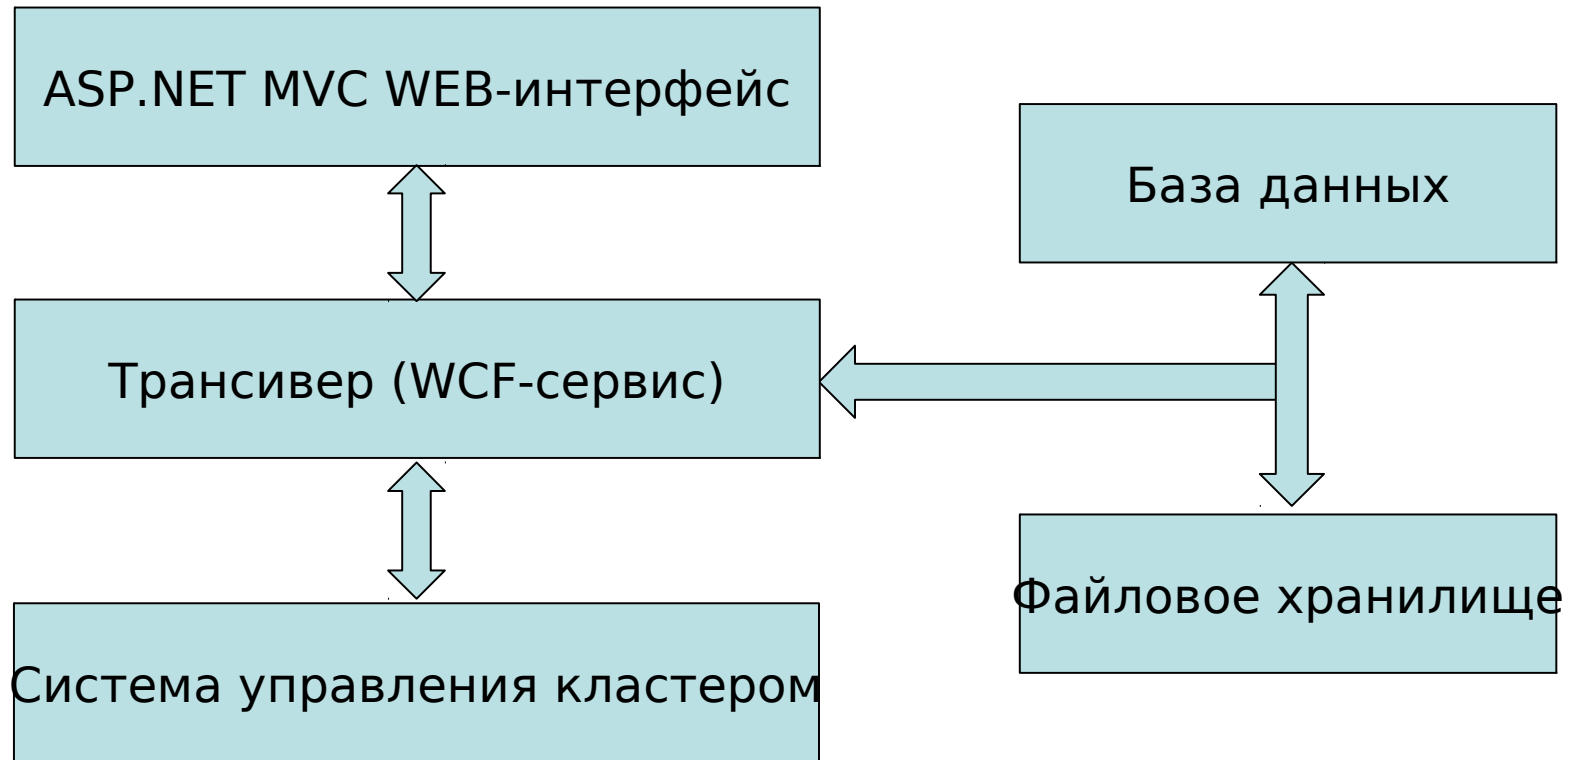 ASP.NET MVC WEB-интерфейс
База данных
Трансивер (WCF-сервис)
Файловое хранилище
Система управления кластером